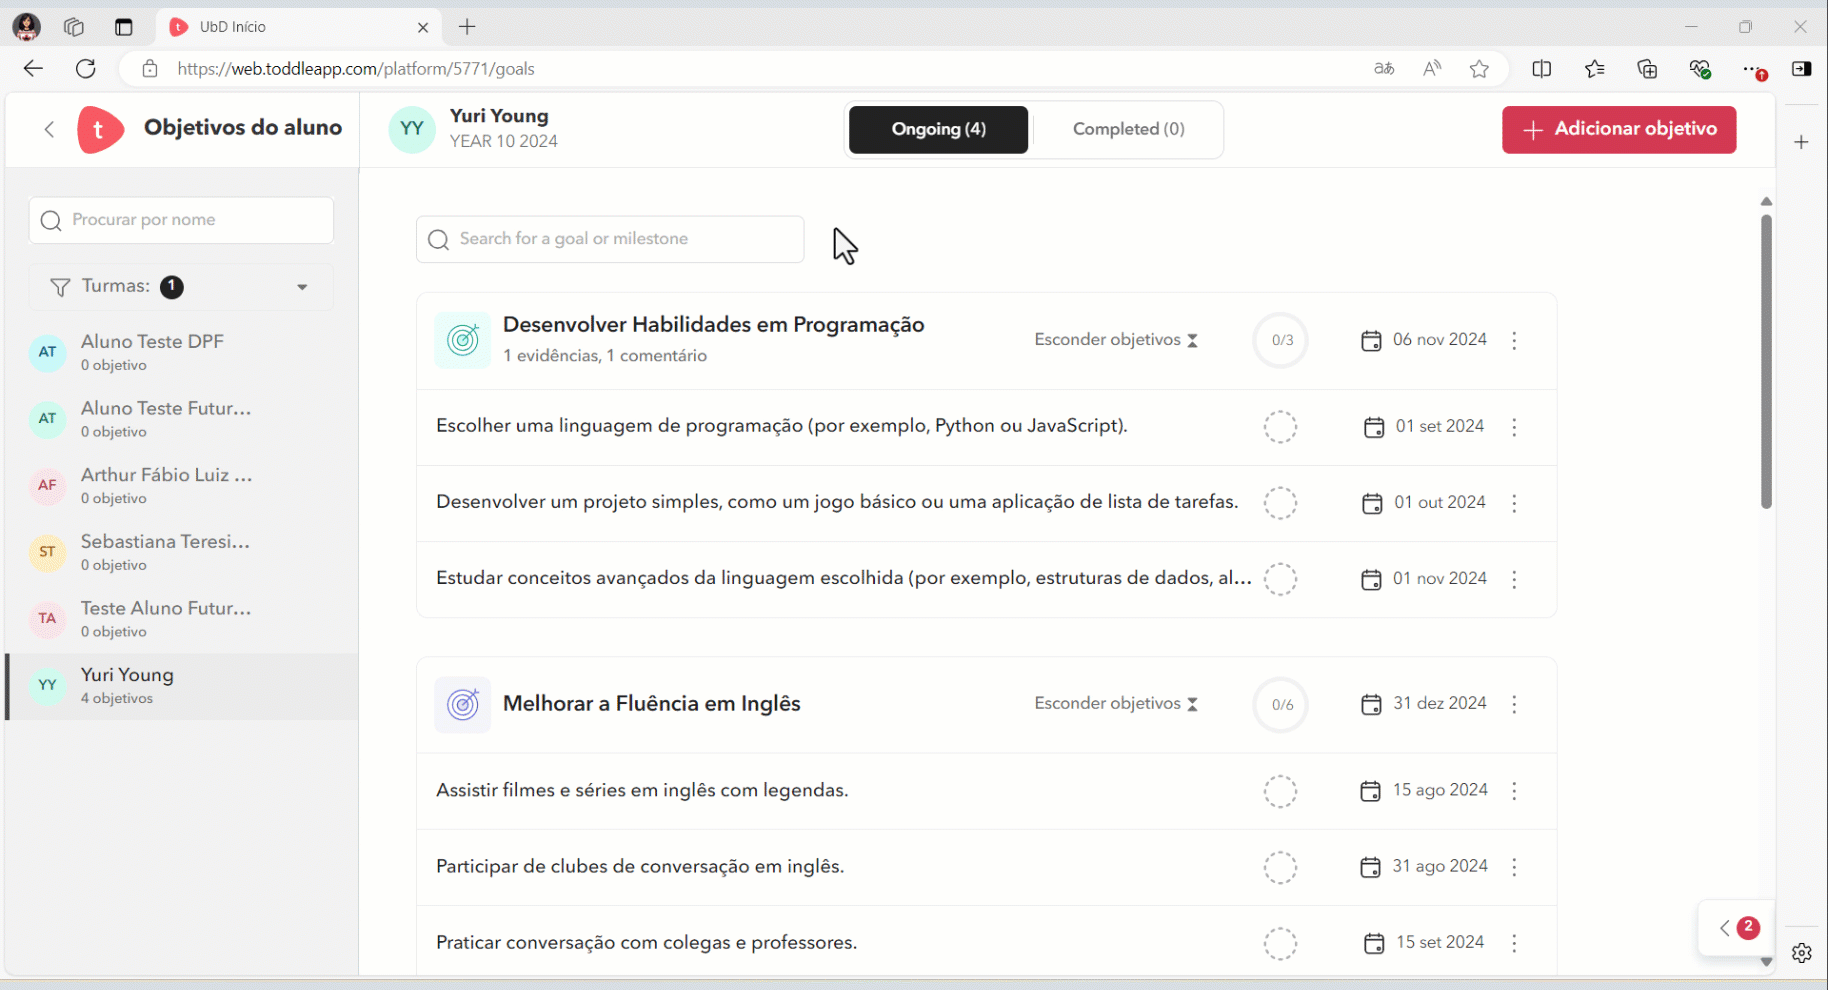 UbD Início
https://web.toddleapp.com/platform/5771/goals
t
Objetivos do aluno
YY
Yuri Young
YEAR 10 2024
Ongoing (4)
Completed (0)
+ Adicionar objetivo
Procurar por nome
Turmas: 1
AT
Aluno Teste DPF
0 objetivo
AT
Aluno Teste Futur...
0 objetivo
AF
Arthur Fábio Luiz ...
0 objetivo
ST
Sebastiana Teresi...
0 objetivo
TA
Teste Aluno Futur...
0 objetivo
YY
Yuri Young
4 objetivos
Search for a goal or milestone
Desenvolver Habilidades em Programação
1 evidências, 1 comentário
Esconder objetivos
0/3
06 nov 2024
Escolher uma linguagem de programação (por exemplo, Python ou JavaScript).
01 set 2024
Desenvolver um projeto simples, como um jogo básico ou uma aplicação de lista de tarefas.
01 out 2024
Estudar conceitos avançados da linguagem escolhida (por exemplo, estruturas de dados, al...
01 nov 2024
Melhorar a Fluência em Inglês
Esconder objetivos
0/6
31 dez 2024
Assistir filmes e séries em inglês com legendas.
15 ago 2024
Participar de clubes de conversação em inglês.
31 ago 2024
Praticar conversação com colegas e professores.
15 set 2024
2